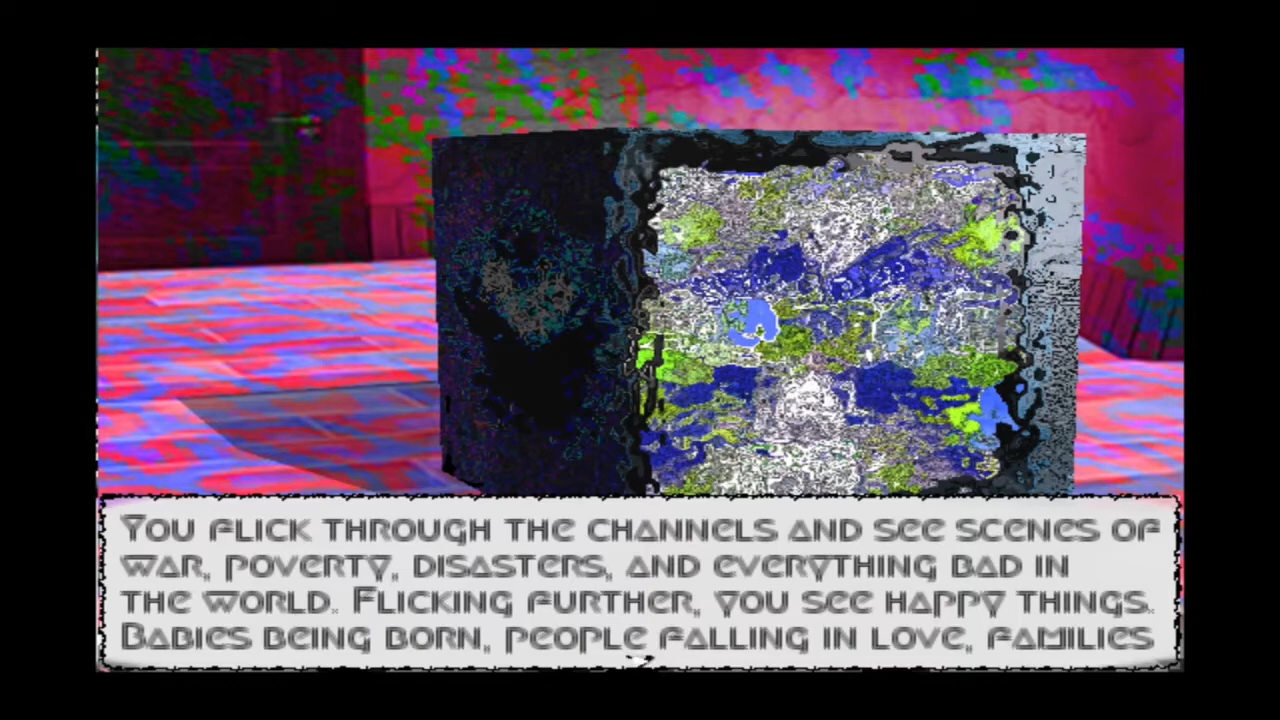 You flick through the channels and see scenes of
war, poverty, disasters, and everything bad in
the world. Flicking further, you see happy things.
Babies being born, people falling in love, families